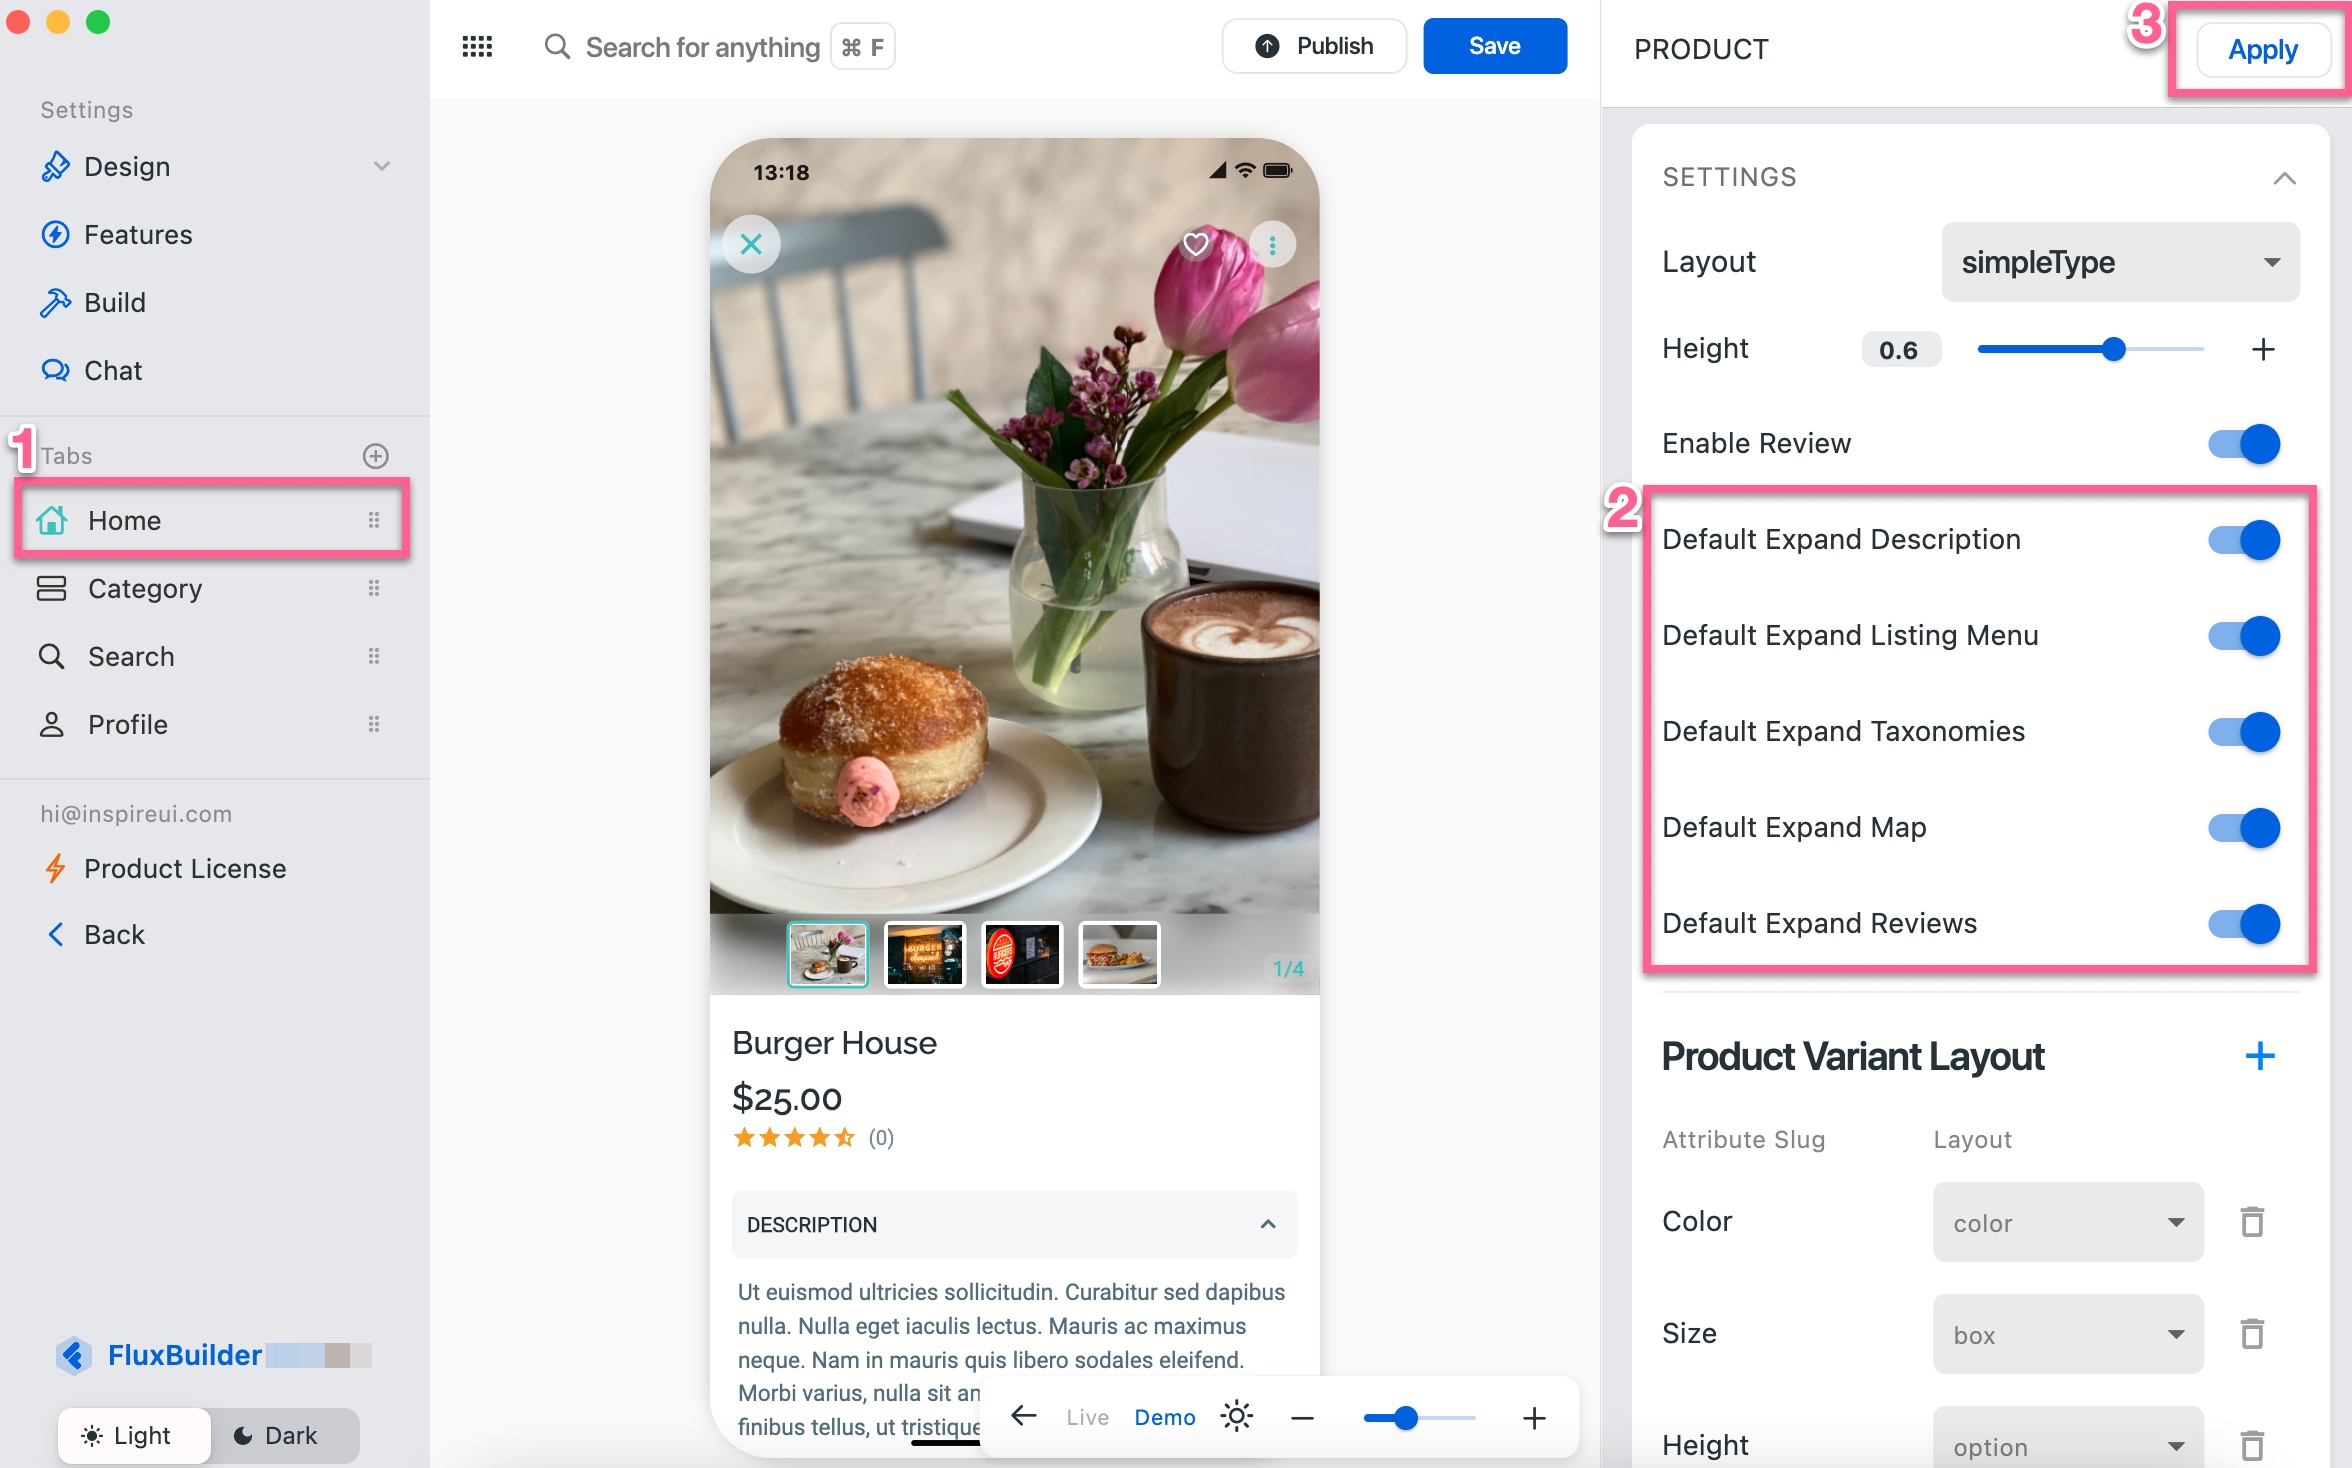 Settings
Design
Features
Build
Chat
1
Tabs
Home
Category
Search
Profile
hi@inspireui.com
Product License
Back
FluxBuilder
Light
Dark
Search for anything
⌘ F
Publish
Save
13:18
1/4
Burger House
$25.00
(0)
DESCRIPTION
Ut euismod ultricies sollicitudin. Curabitur sed dapibus
nulla. Nulla eget iaculis lectus. Mauris ac maximus
neque. Nam in mauris quis libero sodales eleifend.
Morbi varius, nulla sit
finibus tellus, ut tristique
Live
Demo
PRODUCT
3
Apply
SETTINGS
Layout
simpleType
Height
0.6
Enable Review
2
Default Expand Description
Default Expand Listing Menu
Default Expand Taxonomies
Default Expand Map
Default Expand Reviews
Product Variant Layout
Attribute Slug
Layout
Color
color
Size
box
Height
option